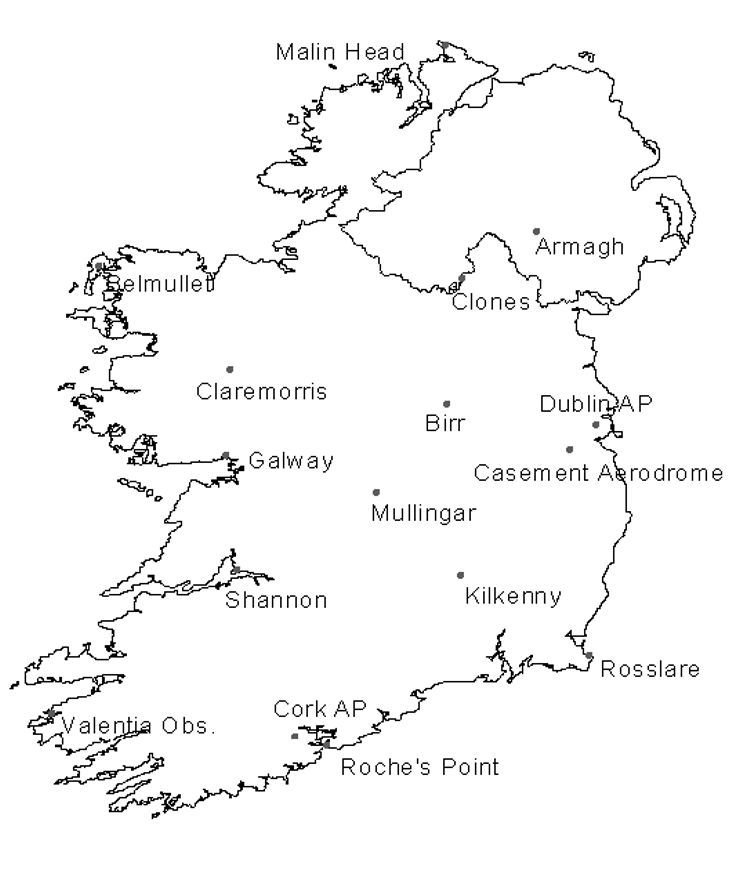 Malin Head
Armagh
Belmullet
Clones
Claremorris
Dublin AP
Birr
Galway
Casement Aerodrome
Mullingar
Shannon
Kilkenny
Rosslare
Cork AP
Valentia Obs.
Roche's Point